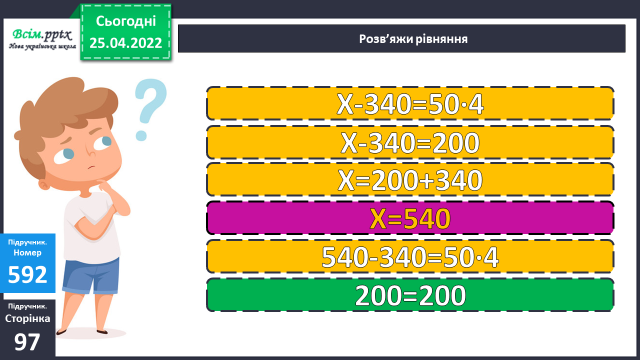 Всім.pptx
Нова українська школа
Сьогодні
25.04.2022
Розв'яжи рівняння
Х-340=50·4
Х-340=200
Х=200+340
Х=540
540-340=50·4
200=200
Підручник.
Номер
592
Підручник.
Сторінка
97